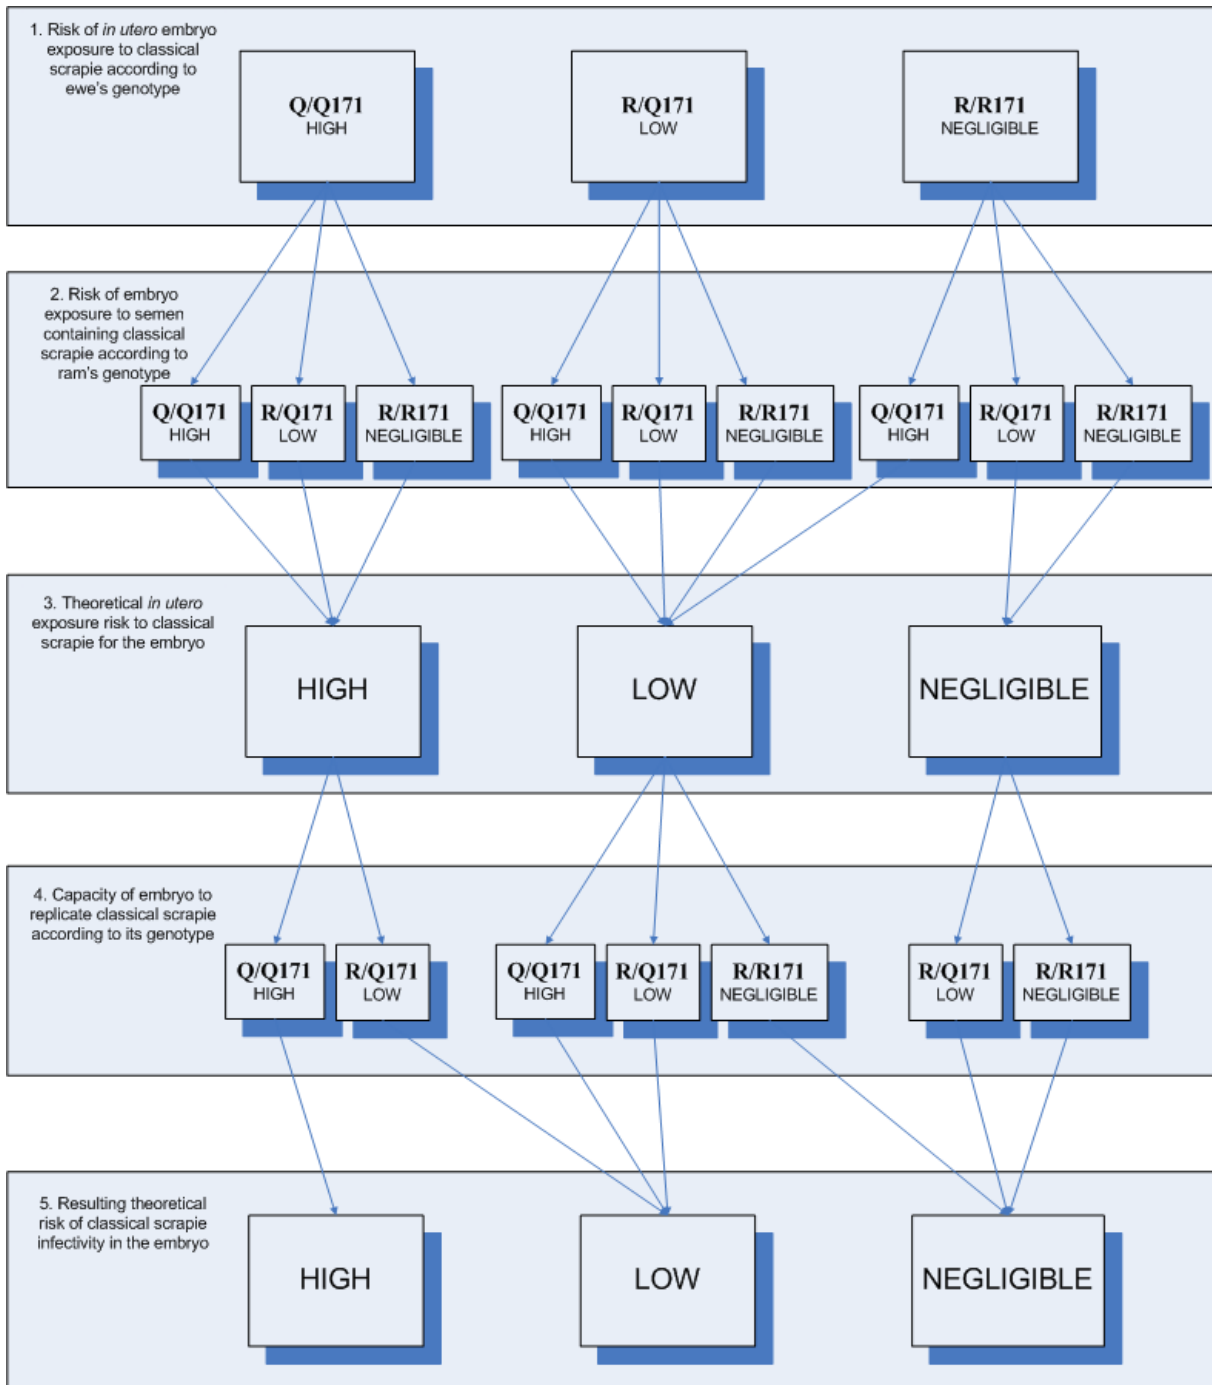 1. Risk of in utero embryo
exposure to classical
scrapie according to
ewe's genotype
Q/Q171
HIGH
R/Q171
LOW
R/R171
NEGLIGIBLE
2. Risk of embryo
exposure to semen
containing classical
scrapie according to
ram's genotype
Q/Q171
HIGH
R/Q171
LOW
R/R171
NEGLIGIBLE
Q/Q171
HIGH
R/Q171
LOW
R/R171
NEGLIGIBLE
Q/Q171
HIGH
R/Q171
LOW
R/R171
NEGLIGIBLE
3. Theoretical in utero
exposure risk to classical
scrapie for the embryo
HIGH
LOW
NEGLIGIBLE
4. Capacity of embryo to
replicate classical scrapie
according to its genotype
Q/Q171
HIGH
R/Q171
LOW
Q/Q171
HIGH
R/Q171
LOW
R/R171
NEGLIGIBLE
R/Q171
LOW
R/R171
NEGLIGIBLE
5. Resulting theoretical
risk of classical scrapie
infectivity in the embryo
HIGH
LOW
NEGLIGIBLE